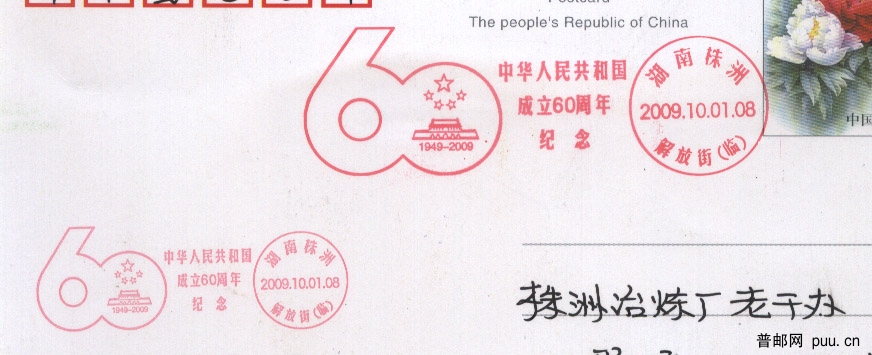 Postcard
The people's Republic of China
60
1949-2009
中华人民共和国
成立60周年
纪念
湖南株洲
2009.10.01.08
解放街(临)
中国
60
1949-2009
中华人民共和国
成立60周年
纪念
湖南株洲
2009.10.01.08
解放街(临)
株洲冶炼厂老干办
普邮网 puu.cn